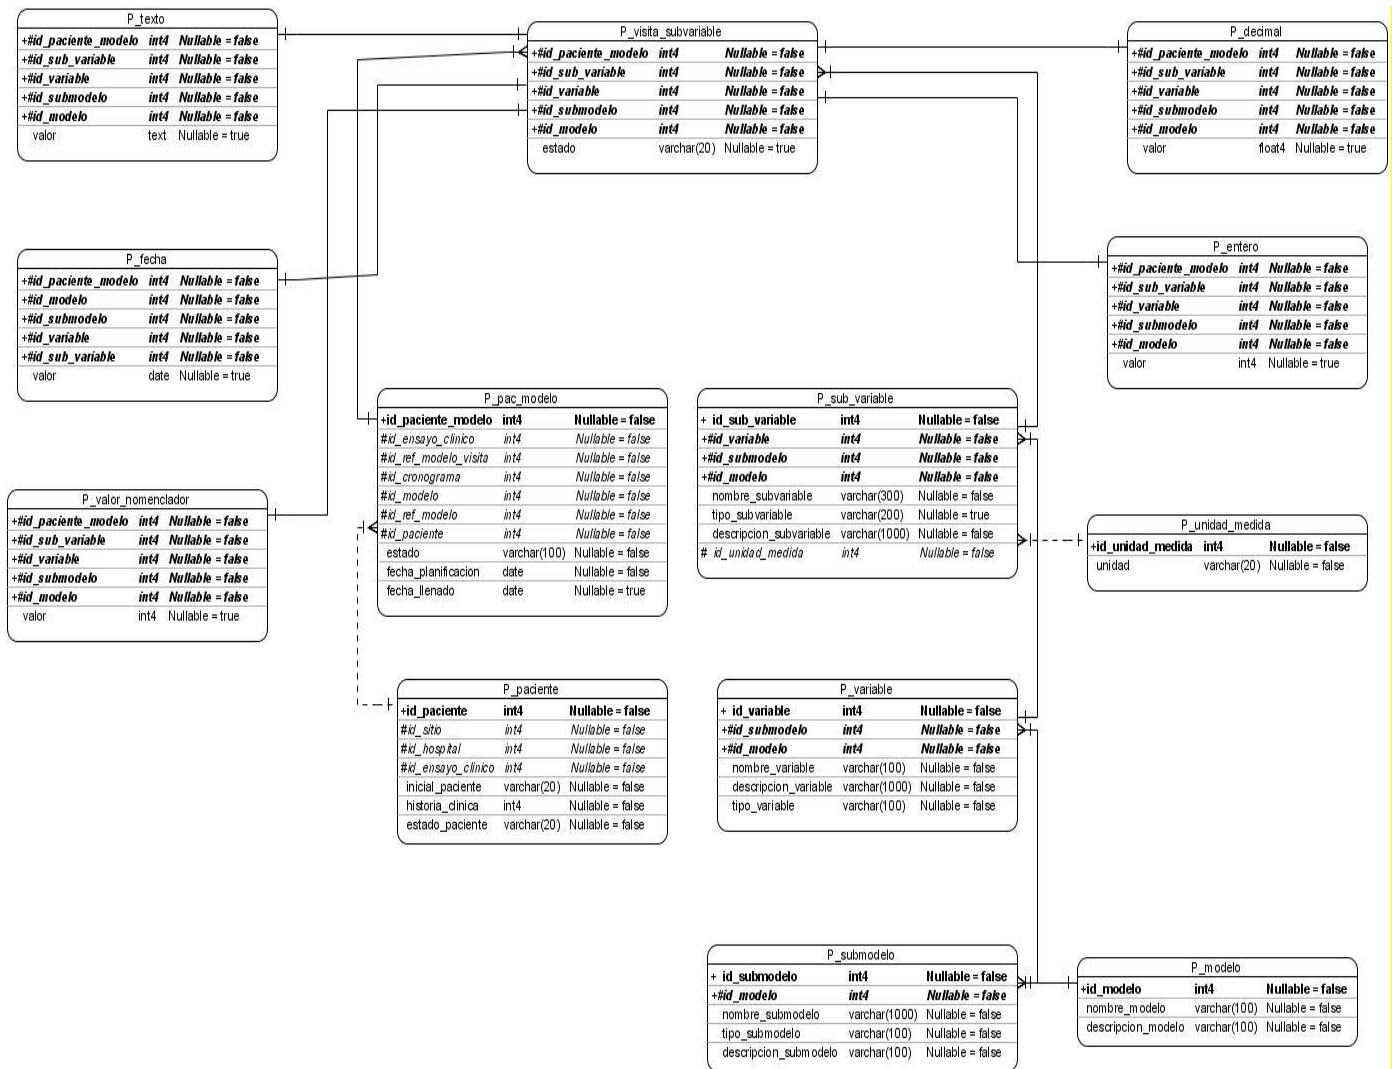 P_texto
+#id_paciente_modelo int4 Nullable = false
+#id_sub_variable int4 Nullable = false
+#id_variable int4 Nullable = false
+#id_submodelo int4 Nullable = false
+#id_modelo int4 Nullable = false
valor text Nullable = true
P_visita_subvariable
+#id_paciente_modelo int4 Nullable = false
+#id_sub_variable int4 Nullable = false
+#id_variable int4 Nullable = false
+#id_submodelo int4 Nullable = false
+#id_modelo int4 Nullable = false
estado varchar(20) Nullable = true
P_decimal
+#id_paciente_modelo int4 Nullable = false
+#id_sub_variable int4 Nullable = false
+#id_variable int4 Nullable = false
+#id_submodelo int4 Nullable = false
+#id_modelo int4 Nullable = false
valor float4 Nullable = true
P_fecha
+#id_paciente_modelo int4 Nullable = false
+#id_modelo int4 Nullable = false
+#id_submodelo int4 Nullable = false
+#id_variable int4 Nullable = false
+#id_sub_variable int4 Nullable = false
valor date Nullable = true
P_entero
+#id_paciente_modelo int4 Nullable = false
+#id_sub_variable int4 Nullable = false
+#id_variable int4 Nullable = false
+#id_submodelo int4 Nullable = false
+#id_modelo int4 Nullable = false
valor int4 Nullable = true
P_pac_modelo
+id_paciente_modelo int4 Nullable = false
#id_ensayo_clinico int4 Nullable = false
#id_ref_modelo_visita int4 Nullable = false
#id_cronograma int4 Nullable = false
#id_modelo int4 Nullable = false
#id_ref_modelo int4 Nullable = false
#id_paciente int4 Nullable = false
estado varchar(100) Nullable = false
fecha_planificacion date Nullable = false
fecha_llenado date Nullable = true
P_sub_variable
+ id_sub_variable int4 Nullable = false
+#id_variable int4 Nullable = false
+#id_submodelo int4 Nullable = false
+#id_modelo int4 Nullable = false
nombre_subvariable varchar(300) Nullable = false
tipo_subvariable varchar(200) Nullable = true
descripcion_subvariable varchar(1000) Nullable = false
# id_unidad_medida int4 Nullable = false
P_valor_nomenclador
+#id_paciente_modelo int4 Nullable = false
+#id_sub_variable int4 Nullable = false
+#id_variable int4 Nullable = false
+#id_submodelo int4 Nullable = false
+#id_modelo int4 Nullable = false
valor int4 Nullable = true
P_unidad_medida
+id_unidad_medida int4 Nullable = false
unidad varchar(20) Nullable = false
P_paciente
+id_paciente int4 Nullable = false
#id_sitio int4 Nullable = false
#id_hospital int4 Nullable = false
#id_ensayo_clinico int4 Nullable = false
inicial_paciente varchar(20) Nullable = false
historia_clinica int4 Nullable = false
estado_paciente varchar(20) Nullable = false
P_variable
+ id_variable int4 Nullable = false
+#id_submodelo int4 Nullable = false
+#id_modelo int4 Nullable = false
nombre_variable varchar(100) Nullable = false
descripcion_variable varchar(1000) Nullable = false
tipo_variable varchar(100) Nullable = false
P_submodelo
+ id_submodelo int4 Nullable = false
+#id_modelo int4 Nullable = false
nombre_submodelo varchar(1000) Nullable = false
tipo_submodelo varchar(100) Nullable = false
descripcion_submodelo varchar(100) Nullable = false
P_modelo
+id_modelo int4 Nullable = false
nombre_modelo varchar(100) Nullable = false
descripcion_modelo varchar(100) Nullable = false